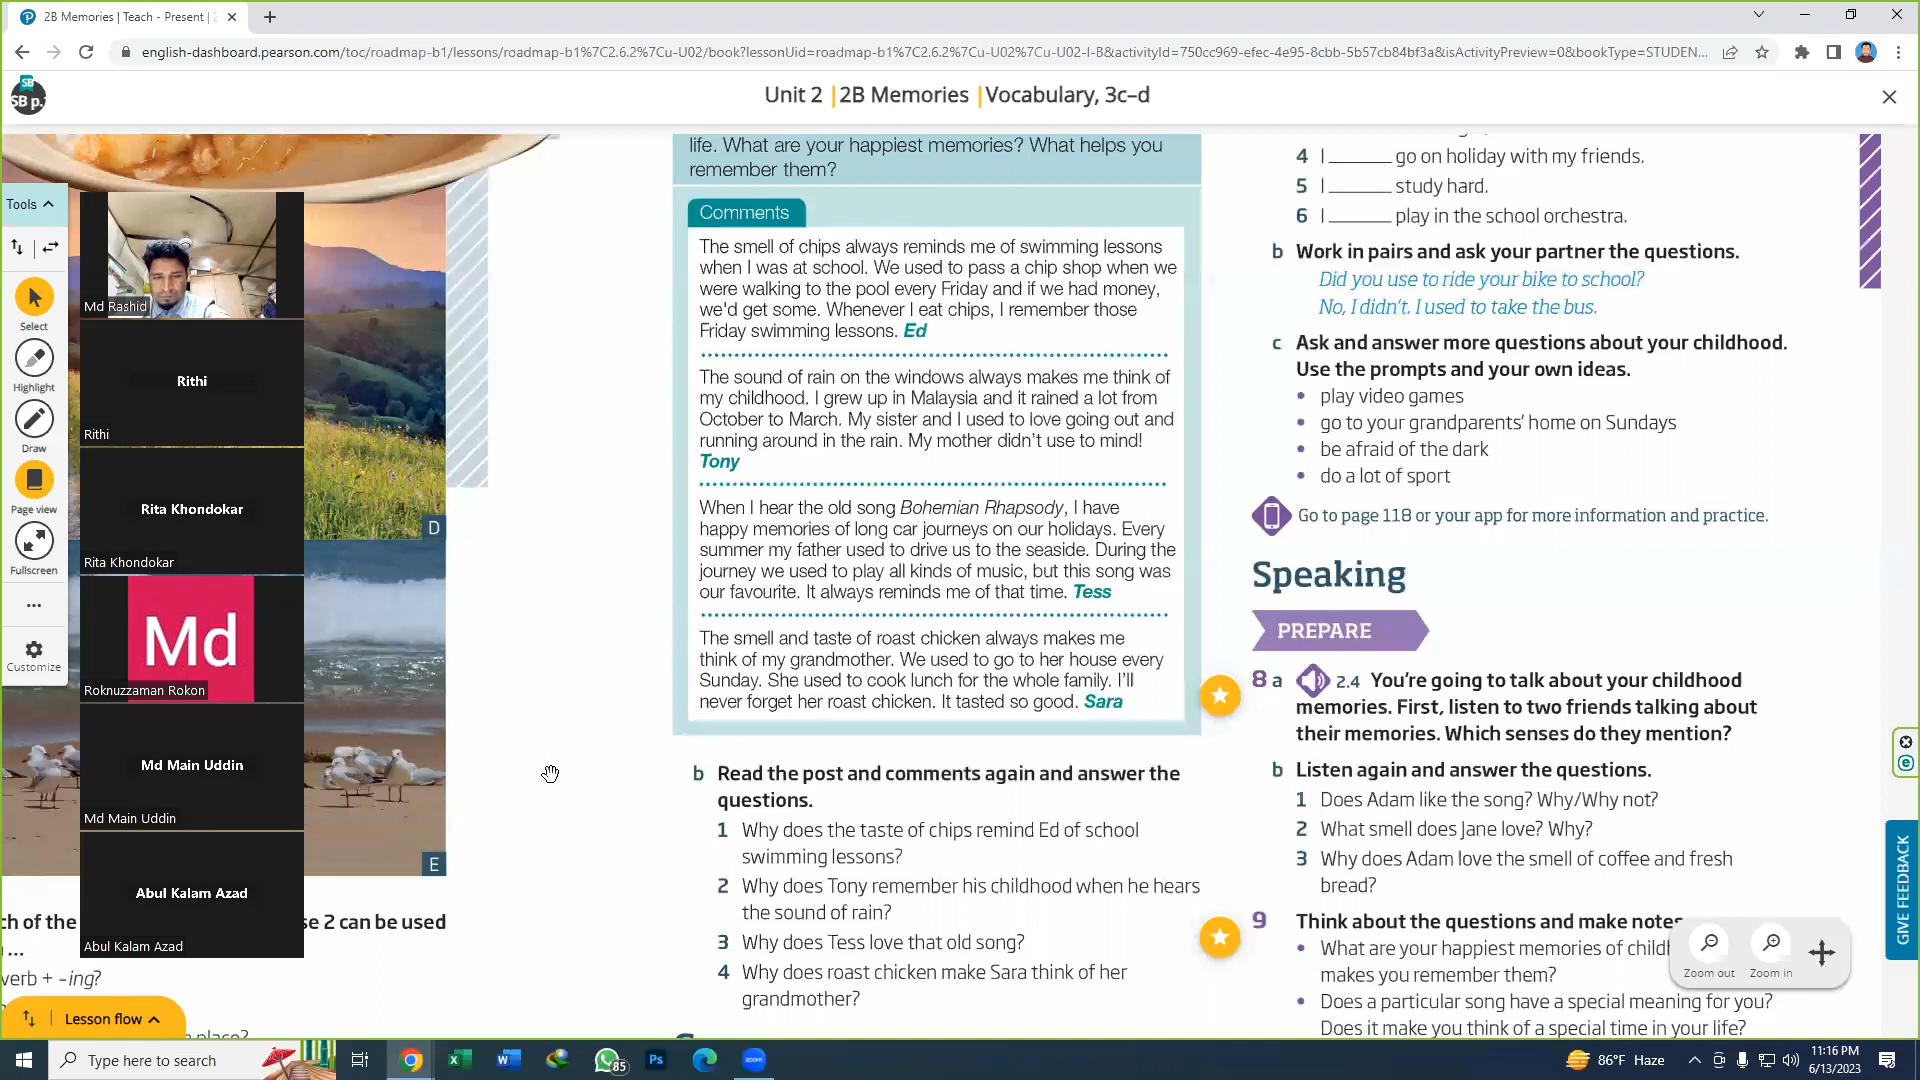 2B Memories | Teach - Present | 2
english-dashboard.pearson.com/toc/roadmap-b1/lessons/roadmap-b1%7C2.6.2%7Cu-U02/book?lessonUid=roadmap-b1%7C2.6.2%7Cu-U02%7Cu-U02-I-B&activityId=750cc969-efec-4e95-8cbb-5b57cb84bf3a&isActivityPreview=0&bookType=STUDEN...
SB
SB p.
Unit 2 | 2B Memories | Vocabulary, 3c–d
Tools
Select
Highlight
Draw
Page view
Fullscreen
Customize
Md Rashid
Rithi
Rithi
Rita Khondokar
Rita Khondokar
Md
Roknuzzaman Rokon
Md Main Uddin
Md Main Uddin
Abul Kalam Azad
Abul Kalam Azad
D
E
ch of the
se 2 can be used
...
verb + -ing?
place?
Lesson flow
life. What are your happiest memories? What helps you
remember them?
Comments
The smell of chips always reminds me of swimming lessons
when I was at school. We used to pass a chip shop when we
were walking to the pool every Friday and if we had money,
we'd get some. Whenever I eat chips, I remember those
Friday swimming lessons. Ed
The sound of rain on the windows always makes me think of
my childhood. I grew up in Malaysia and it rained a lot from
October to March. My sister and I used to love going out and
running around in the rain. My mother didn't use to mind!
Tony
When I hear the old song Bohemian Rhapsody, I have
happy memories of long car journeys on our holidays. Every
summer my father used to drive us to the seaside. During the
journey we used to play all kinds of music, but this song was
our favourite. It always reminds me of that time. Tess
The smell and taste of roast chicken always makes me
think of my grandmother. We used to go to her house every
Sunday. She used to cook lunch for the whole family. I'll
never forget her roast chicken. It tasted so good. Sara
b Read the post and comments again and answer the
questions.
1 Why does the taste of chips remind Ed of school
swimming lessons?
2 Why does Tony remember his childhood when he hears
the sound of rain?
3 Why does Tess love that old song?
4 Why does roast chicken make Sara think of her
grandmother?
4 I ______ go on holiday with my friends.
5 I ______ study hard.
6 I ______ play in the school orchestra.
b Work in pairs and ask your partner the questions.
Did you use to ride your bike to school?
No, I didn't. I used to take the bus.
c Ask and answer more questions about your childhood.
Use the prompts and your own ideas.
• play video games
• go to your grandparents' home on Sundays
• be afraid of the dark
• do a lot of sport
Go to page 118 or your app for more information and practice.
Speaking
PREPARE
8 a 2.4 You're going to talk about your childhood
memories. First, listen to two friends talking about
their memories. Which senses do they mention?
b Listen again and answer the questions.
1 Does Adam like the song? Why/Why not?
2 What smell does Jane love? Why?
3 Why does Adam love the smell of coffee and fresh
bread?
9 Think about the questions and make notes
• What are your happiest memories of child
makes you remember them?
• Does a particular song have a special meaning for you?
Does it make you think of a special time in your life?
Zoom out
Zoom in
GIVE FEEDBACK
Type here to search
85
Ps
zoom
86°F Haze
11:16 PM
6/13/2023